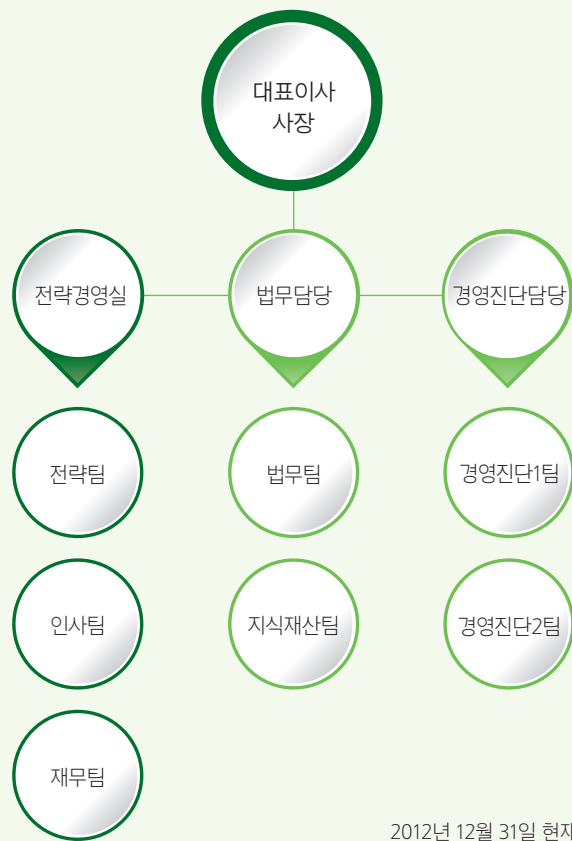 대표이사
사장
전략경영실
법무담당
경영진단담당
전략팀
법무팀
경영진단1팀
인사팀
지식재산팀
경영진단2팀
재무팀
2012년 12월 31일 현재